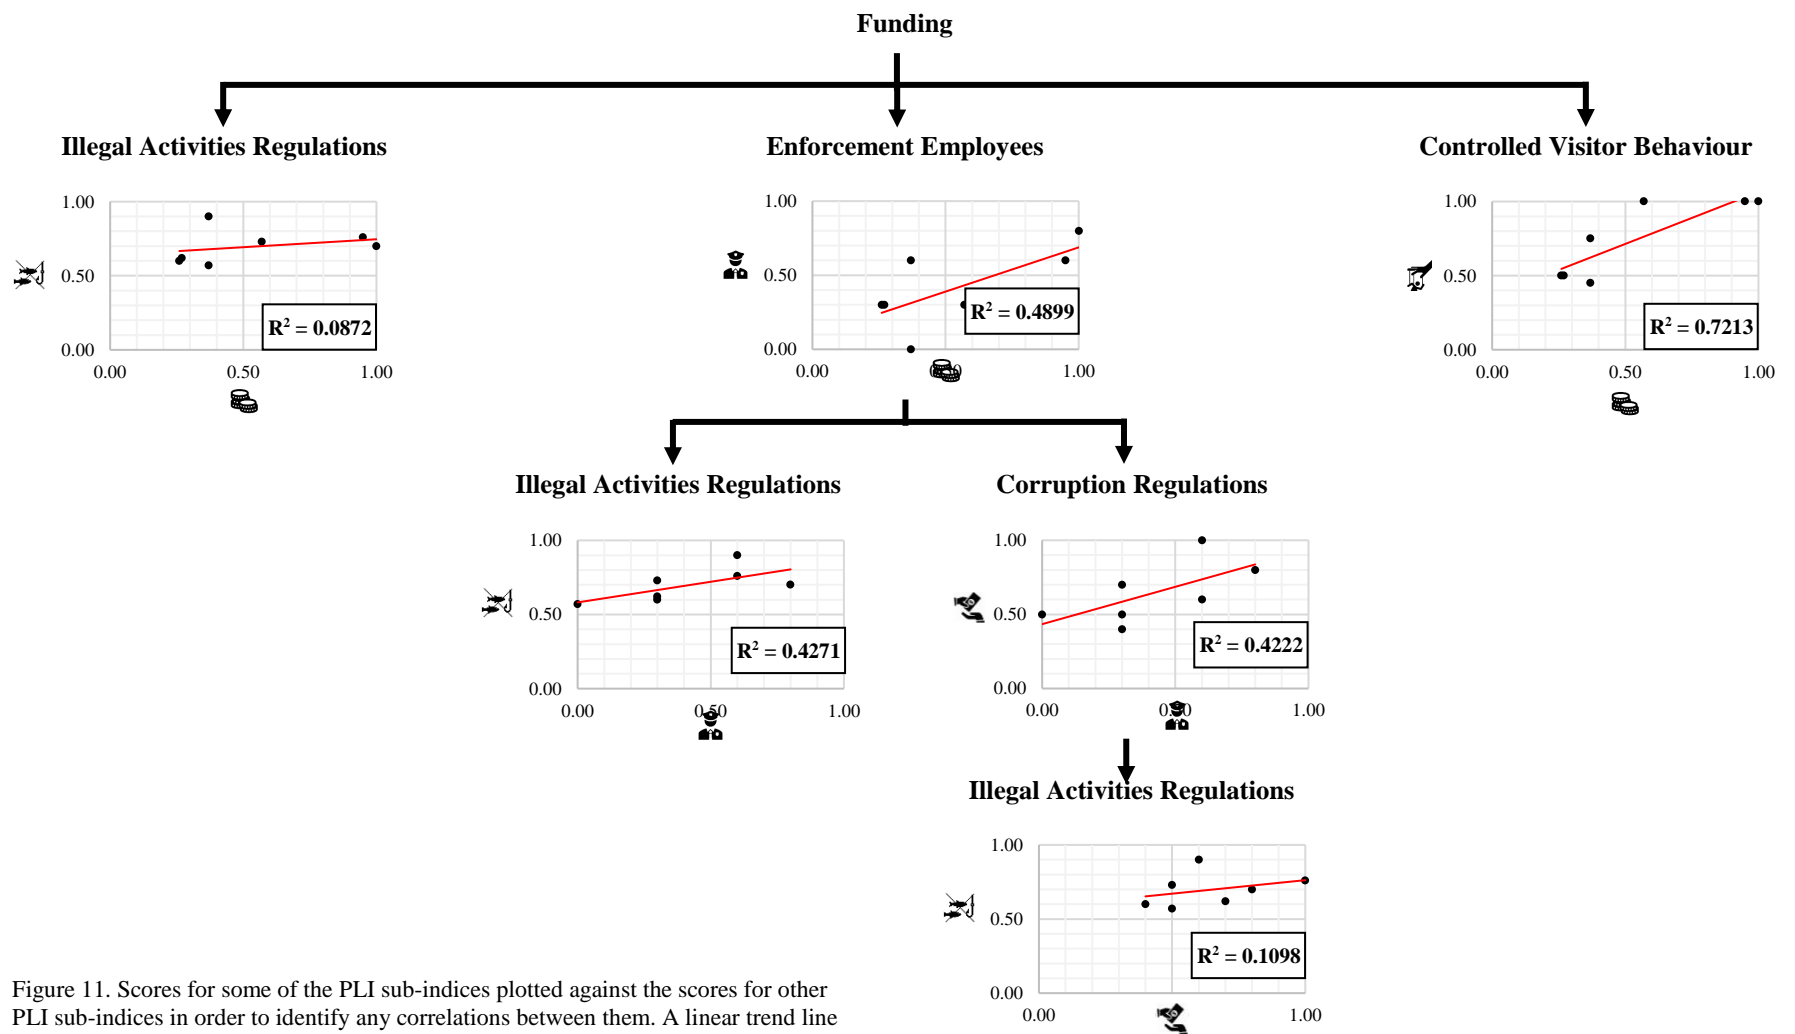 Funding
Illegal Activities Regulations
Enforcement Employees
Controlled Visitor Behaviour
1.00
0.50
0.00
0.00
0.50
1.00
R² = 0.0872
1.00
0.50
0.00
0.00
0.50
1.00
R² = 0.4899
1.00
0.50
0.00
0.00
0.50
1.00
R² = 0.7213
Illegal Activities Regulations
Corruption Regulations
1.00
0.50
0.00
0.00
0.50
1.00
R² = 0.4271
1.00
0.50
0.00
0.00
0.50
1.00
R² = 0.4222
Illegal Activities Regulations
1.00
0.50
0.00
0.00
1.00
R² = 0.1098
Figure 11. Scores for some of the PLI sub-indices plotted against the scores for other
PLI sub-indices in order to identify any correlations between them. A linear trend line